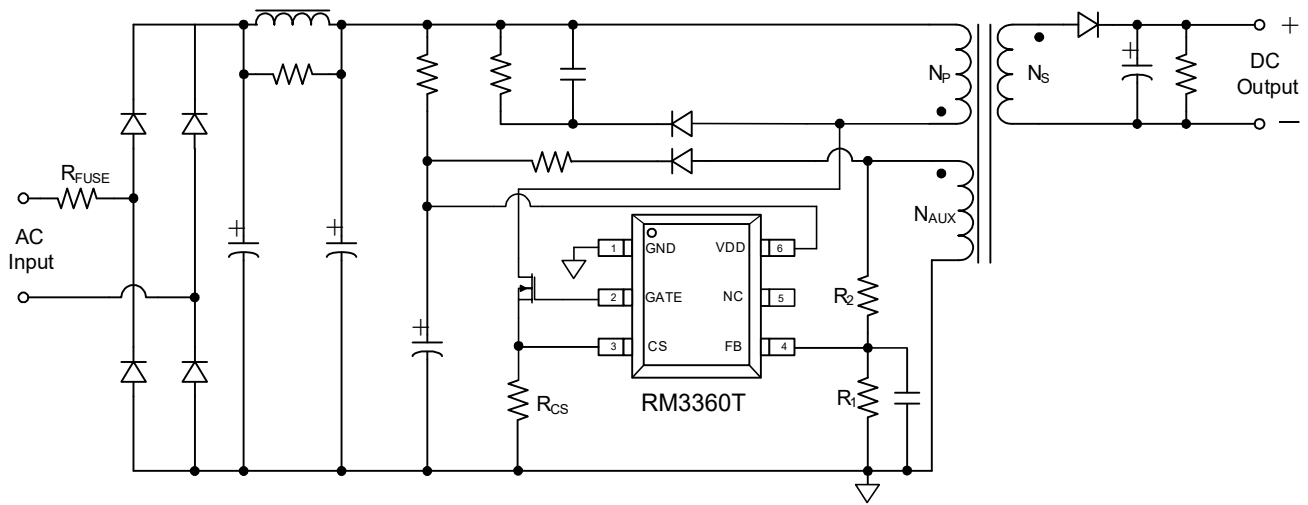 R_FUSE
AC
Input
N_P
N_S
+
DC
Output
—
N_AUX
+
+
+
+
1 GND
2 GATE
3 CS
VDD 6
NC 5
FB 4
RM3360T
R_CS
R_2
R_1